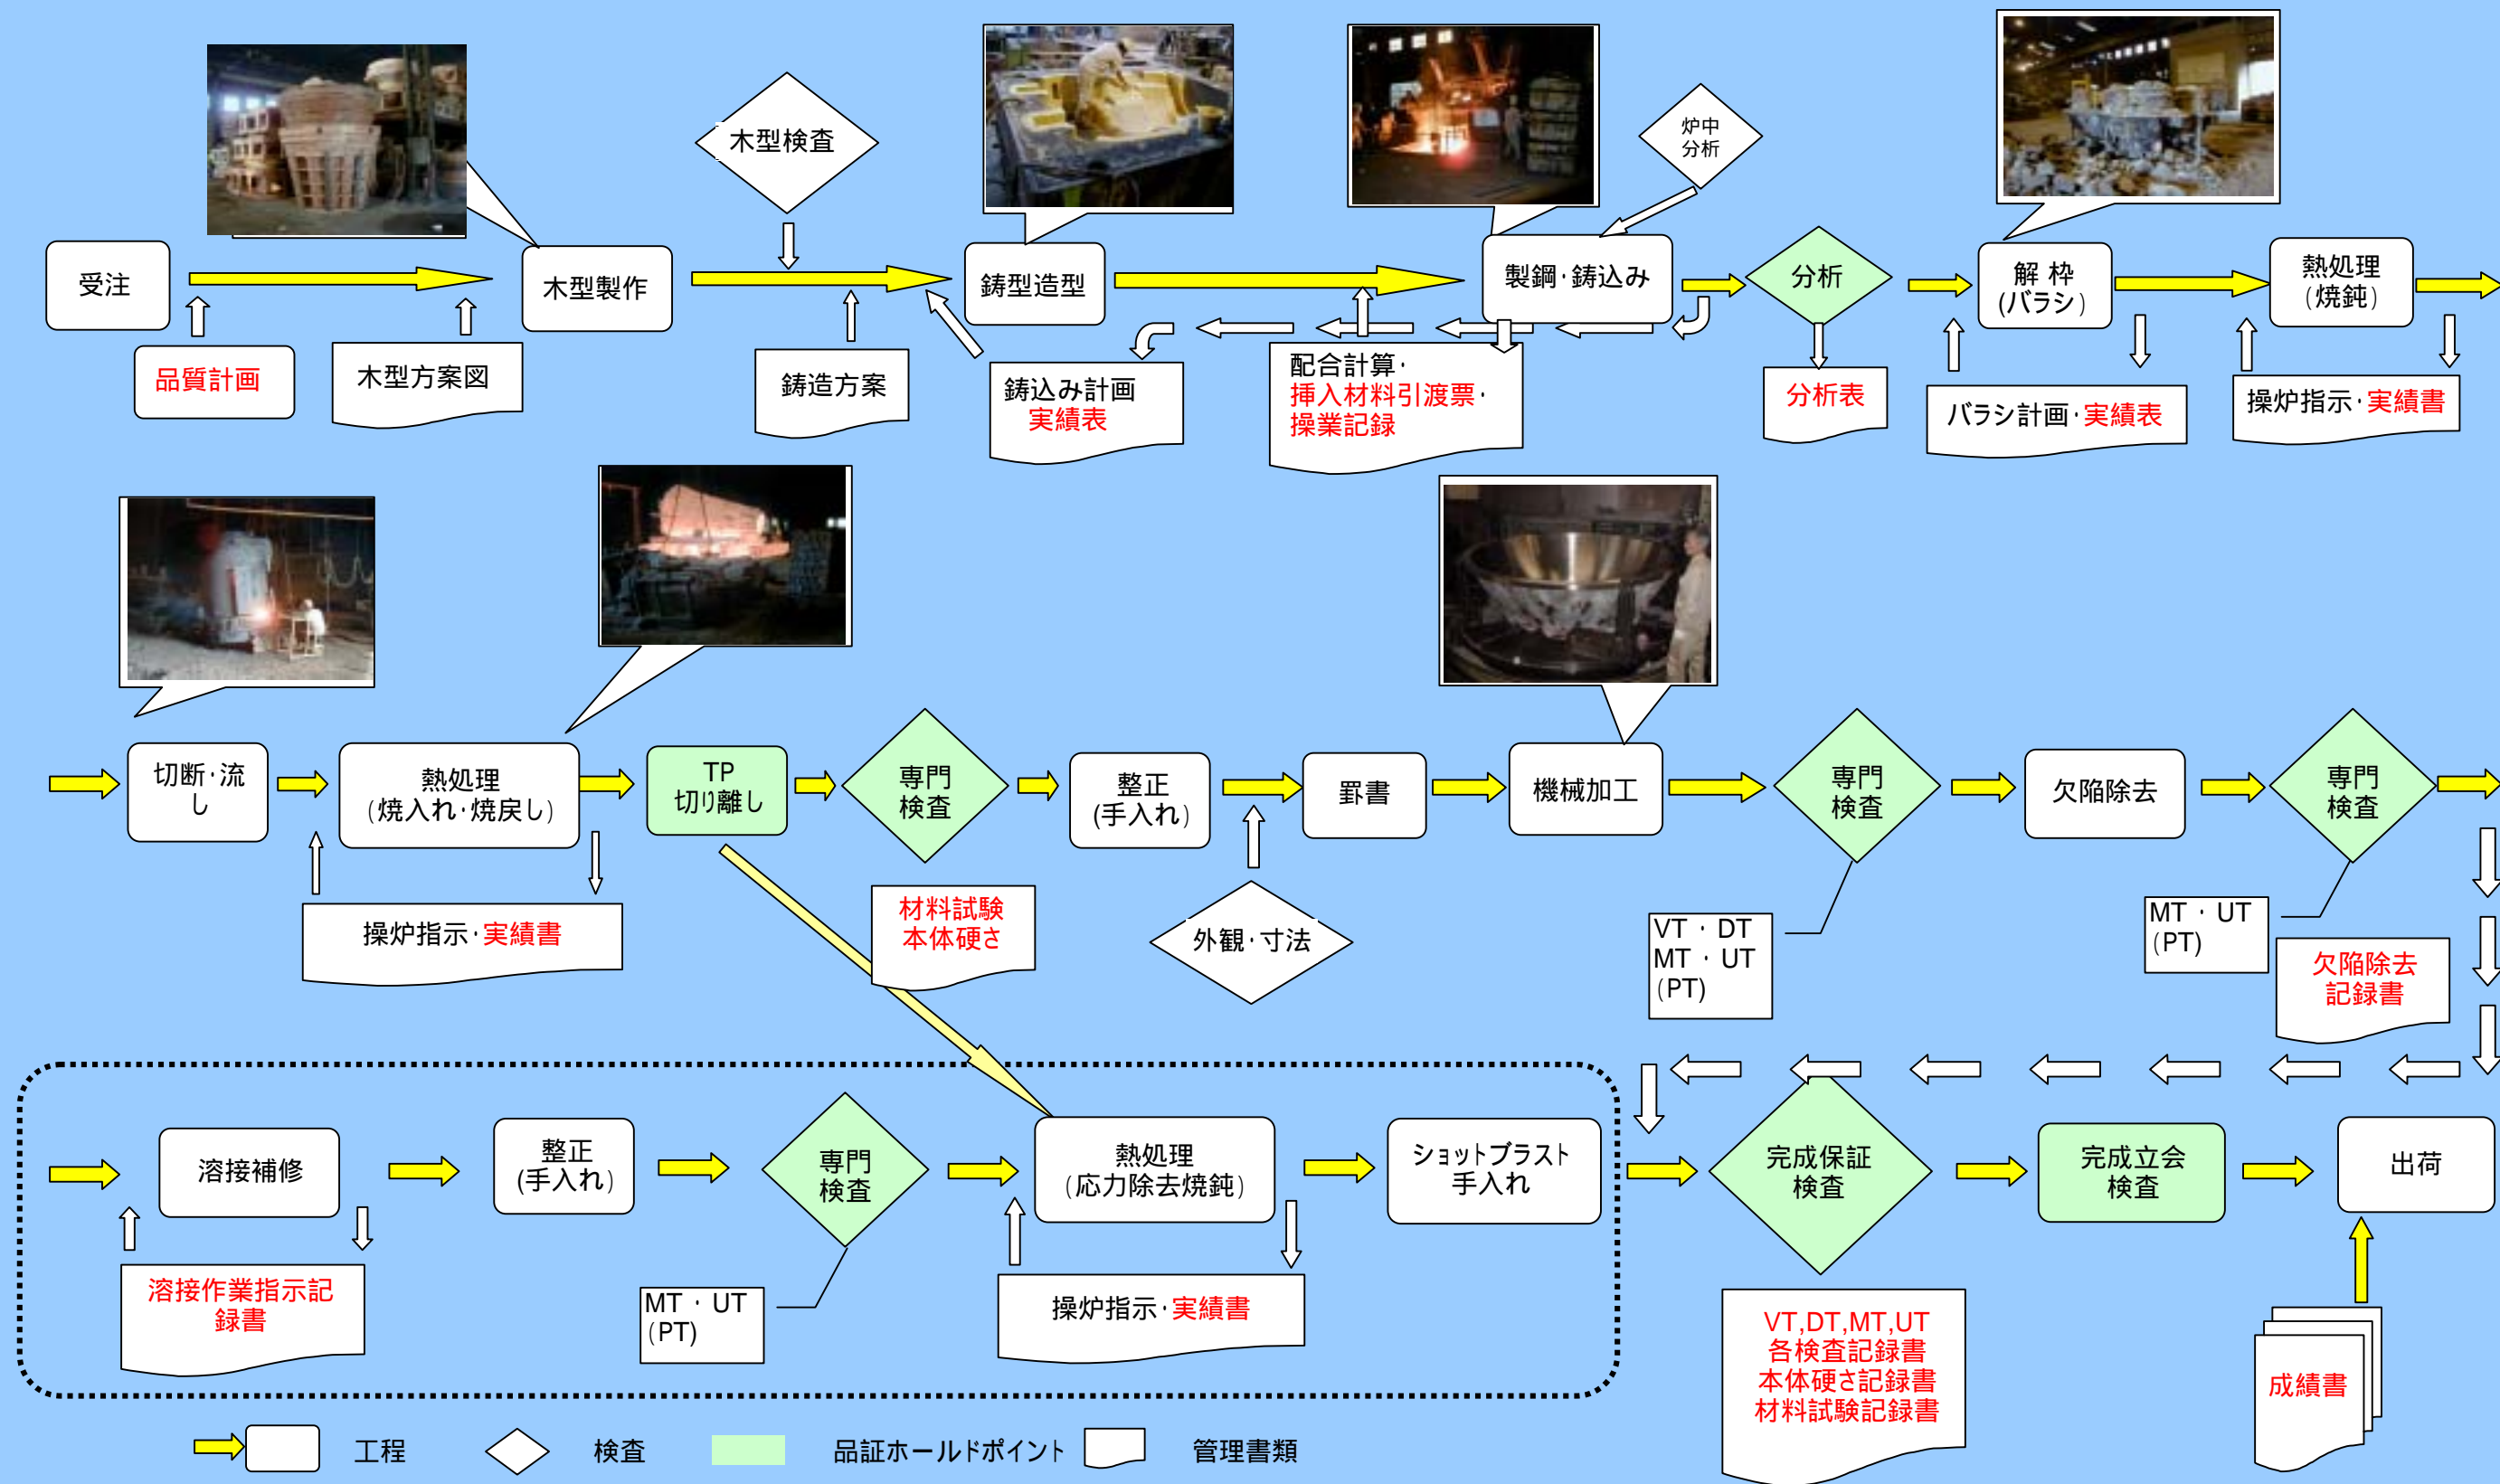 木型検査
炉中
分析
受注
木型製作
鋳型造型
製鋼・鋳込み
分析
解 枠
(バラシ)
熱処理
(焼鈍)
品質計画
木型方案図
鋳造方案
鋳込み計画
実績表
配合計算・
挿入材料引渡票・
操業記録
分析表
バラシ計画・実績表
操炉指示・実績書
切断・流
し
熱処理
(焼入れ・焼戻し)
TP
切り離し
専門
検査
整正
(手入れ)
罫書
機械加工
専門
検査
欠陥除去
専門
検査
操炉指示・実績書
材料試験
本体硬さ
外観・寸法
VT・DT
MT・UT
(PT)
MT・UT
(PT)
欠陥除去
記録書
溶接補修
整正
(手入れ)
専門
検査
熱処理
(応力除去焼鈍)
ショットブラスト
手入れ
完成保証
検査
完成立会
検査
出荷
溶接作業指示記
録書
MT・UT
(PT)
操炉指示・実績書
VT,DT,MT,UT
各検査記録書
本体硬さ記録書
材料試験記録書
成績書
工程
検査
品証ホールドポイント
管理書類